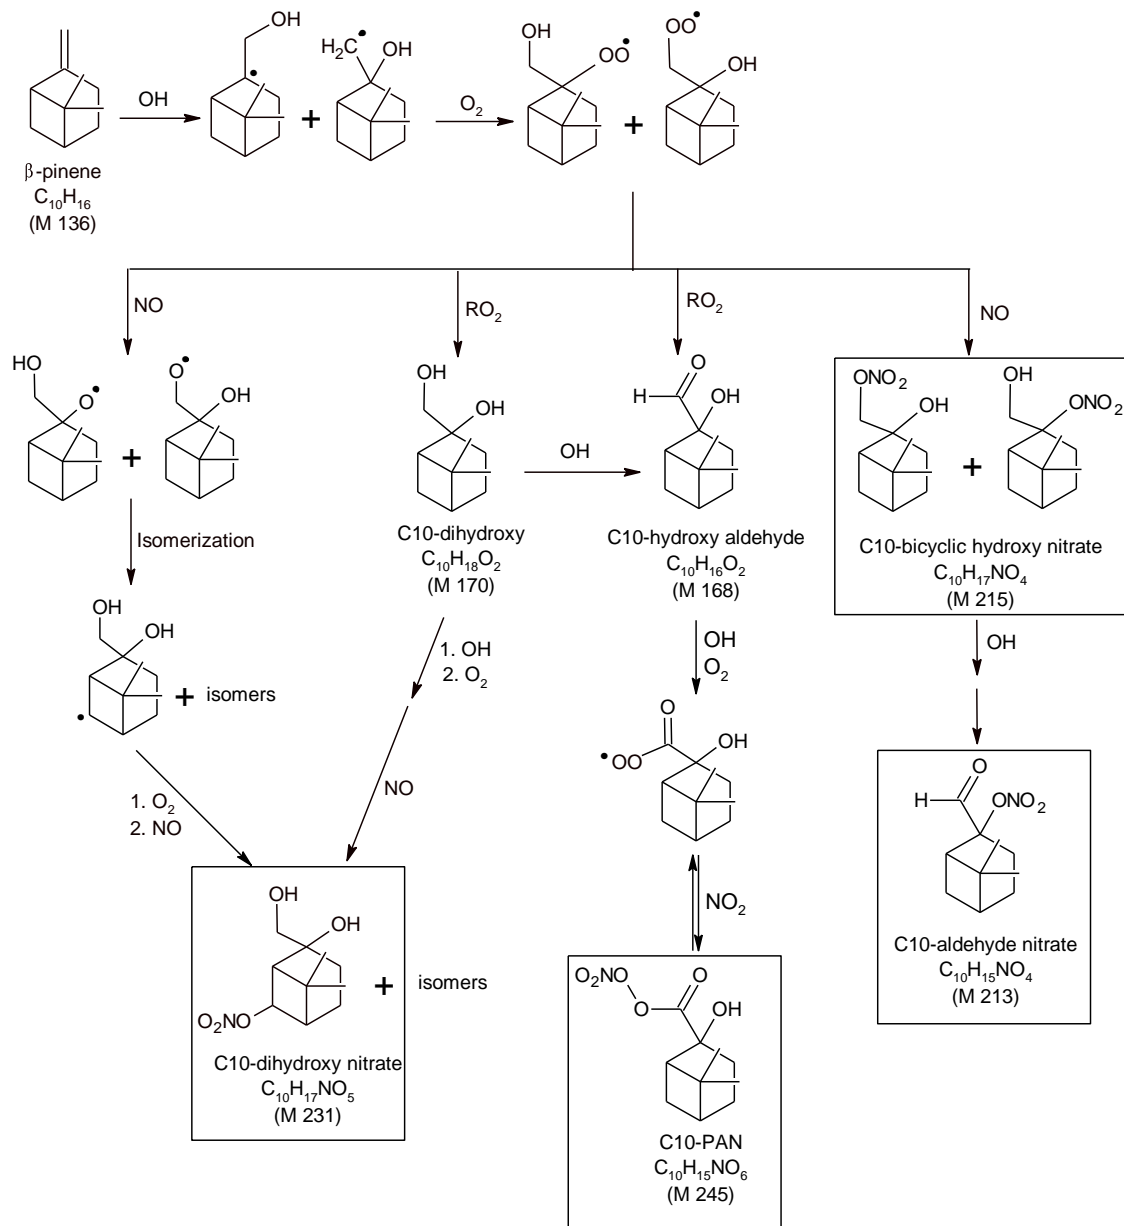 OH
OO•
H₂C•
OH
OH
OO•
OH
OH
O₂
β-pinene
C₁₀H₁₆
(M 136)
NO
RO₂
RO₂
NO
HO
O•
O•
OH
OH
OH
O
H
OH
ONO₂
OH
OH
ONO₂
OH
Isomerization
C10-dihydroxy
C₁₀H₁₈O₂
(M 170)
C10-hydroxy aldehyde
C₁₀H₁₆O₂
(M 168)
C10-bicyclic hydroxy nitrate
C₁₀H₁₇NO₄
(M 215)
OH
OH
isomers
1. OH
2. O₂
OH
O₂
OH
O
•OO
OH
1. O₂
2. NO
NO
NO₂
O
H
ONO₂
C10-aldehyde nitrate
C₁₀H₁₅NO₄
(M 213)
OH
OH
O₂NO
isomers
C10-dihydroxy nitrate
C₁₀H₁₇NO₅
(M 231)
O₂NO
O
O
OH
C10-PAN
C₁₀H₁₅NO₆
(M 245)